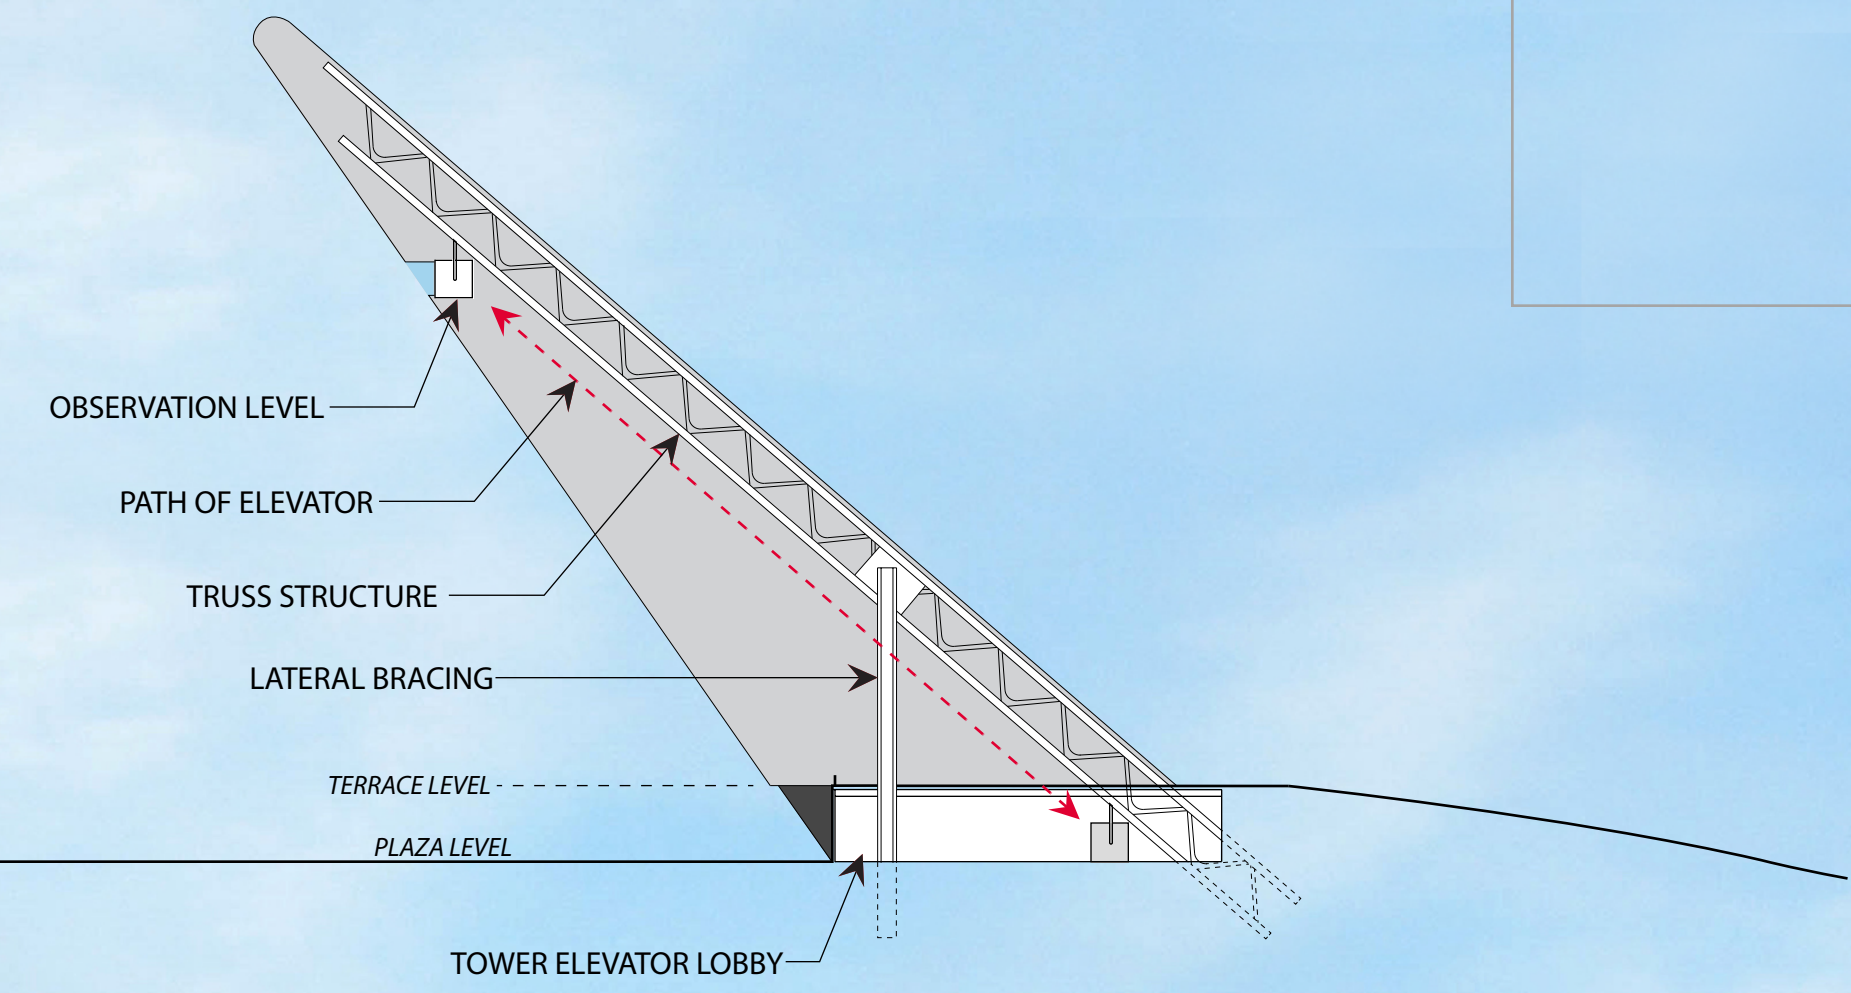 OBSERVATION LEVEL
PATH OF ELEVATOR
TRUSS STRUCTURE
LATERAL BRACING
TERRACE LEVEL
PLAZA LEVEL
TOWER ELEVATOR LOBBY